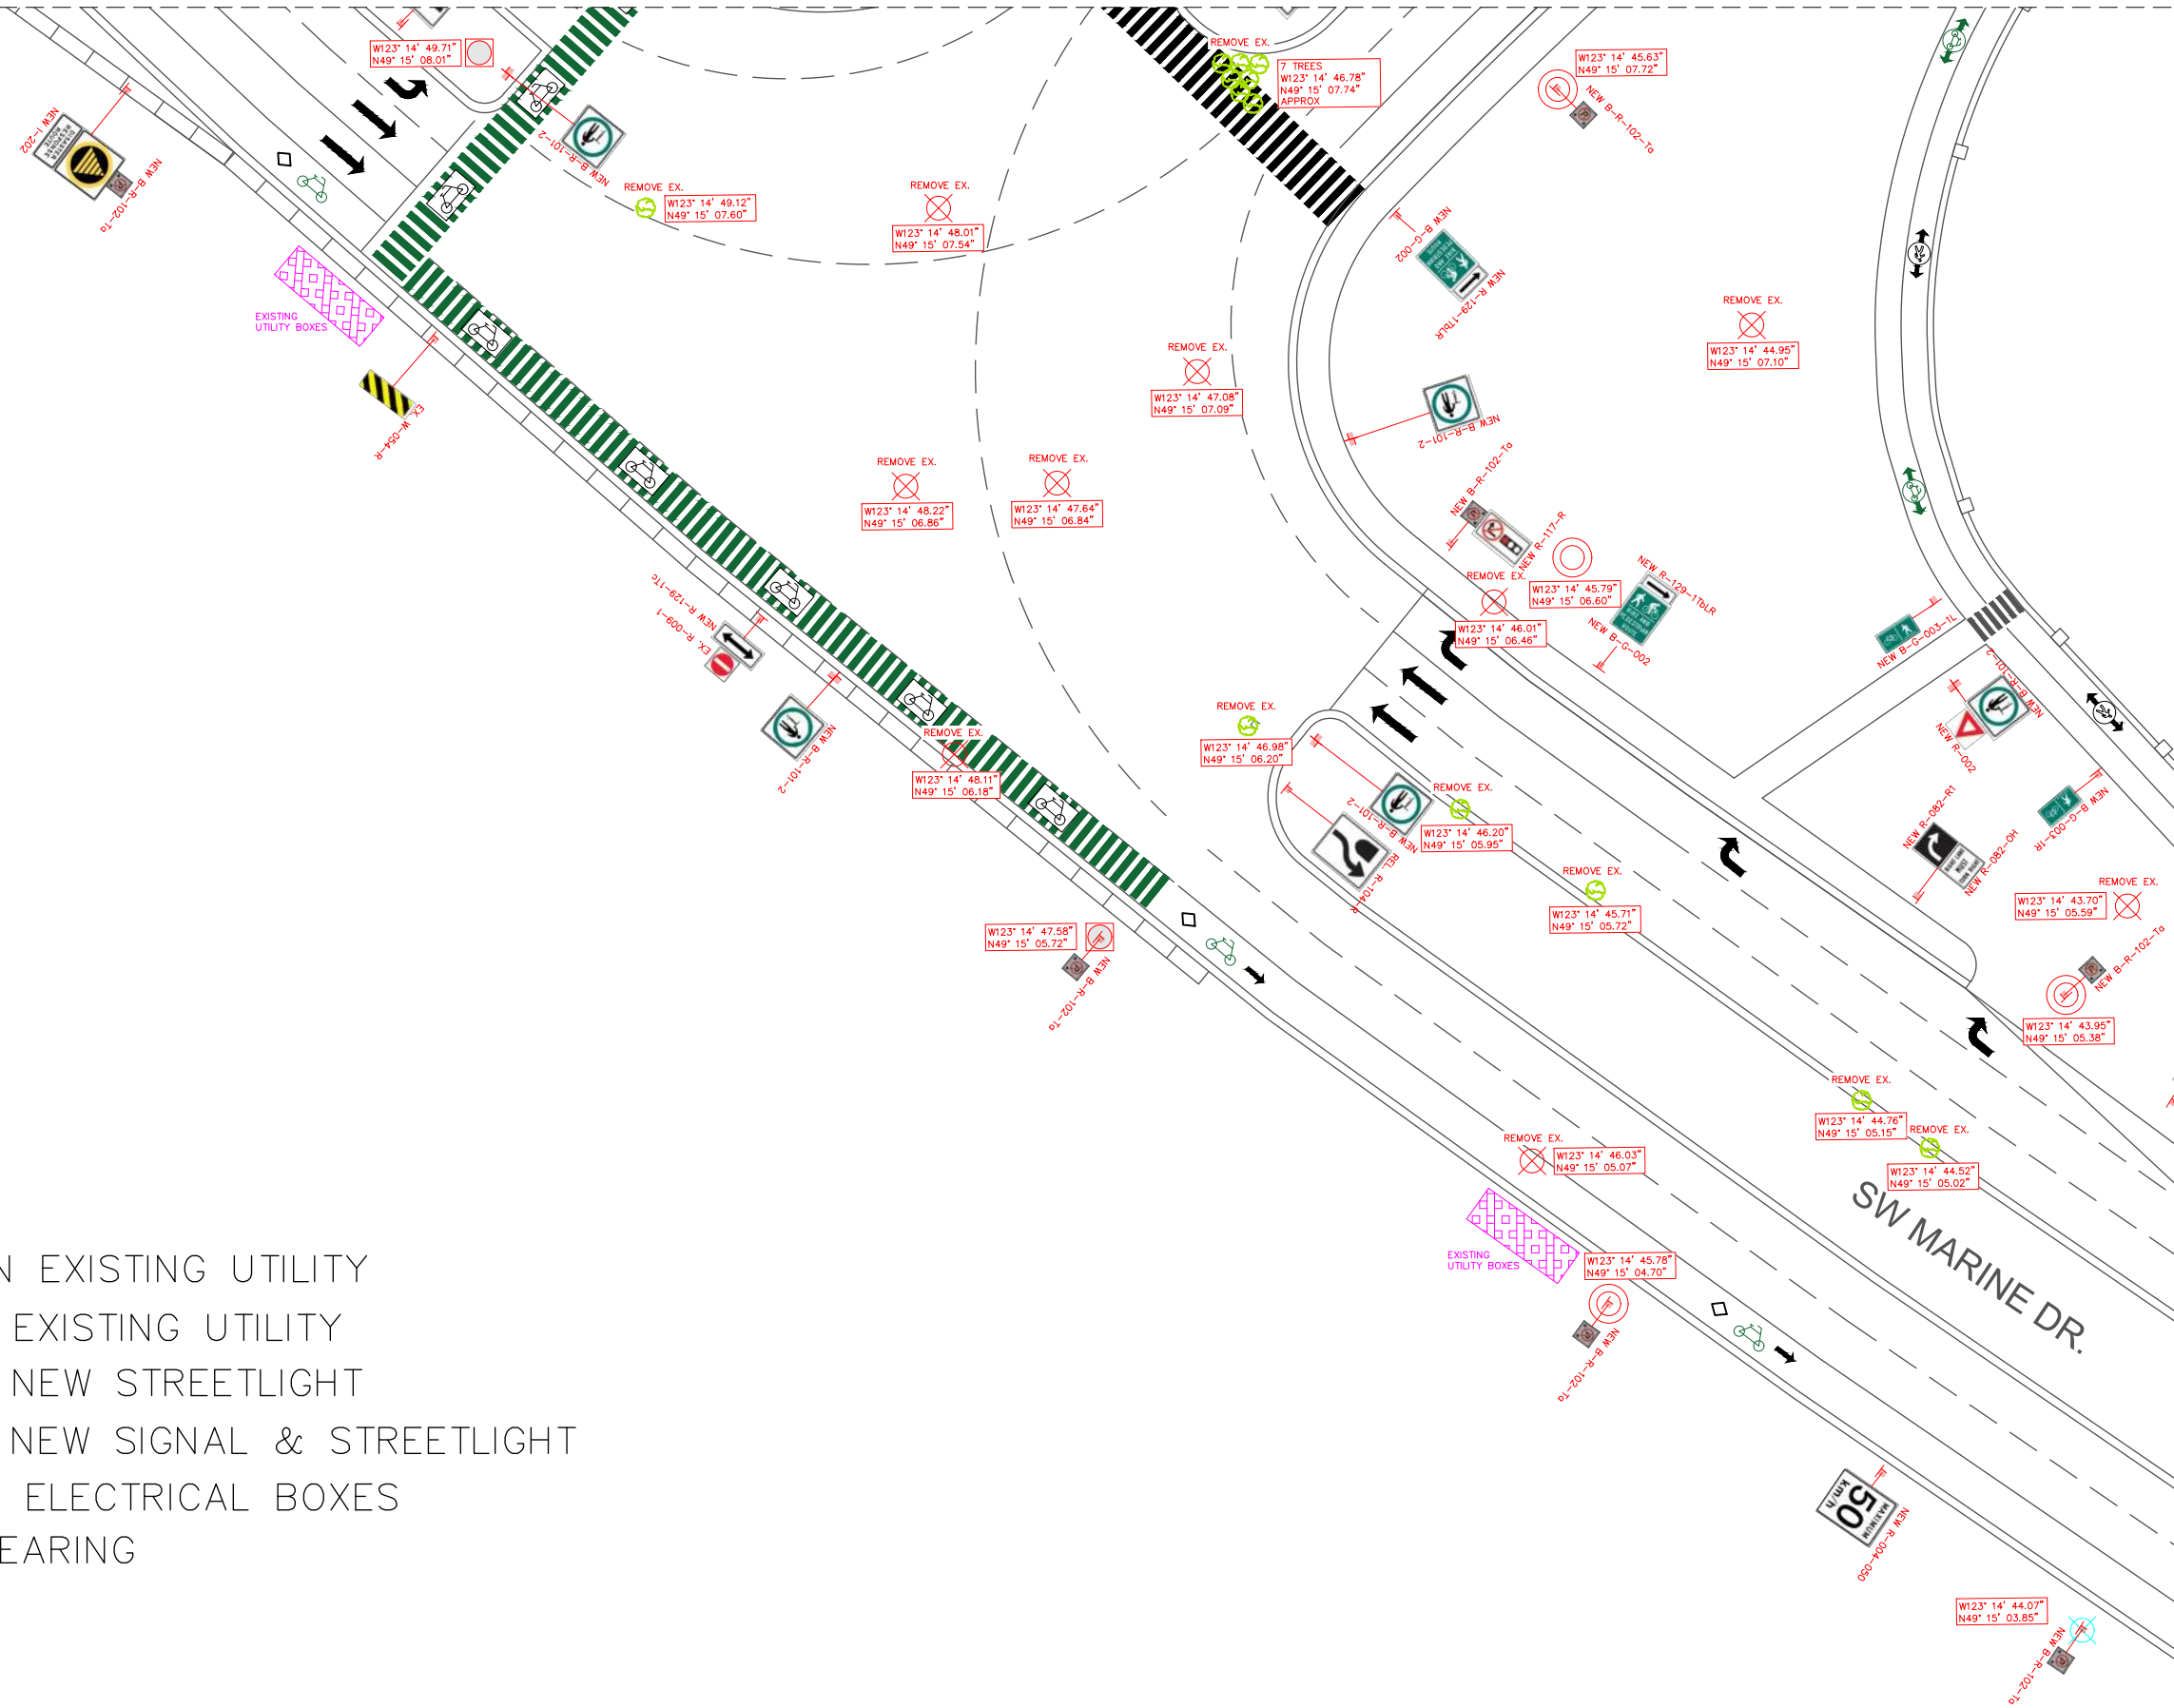 W123° 14' 49.71"
N49° 15' 08.01"
REMOVE EX.
7 TREES
W123° 14' 46.78"
N49° 15' 07.74"
APPROX
W123° 14' 45.63"
N49° 15' 07.72"
NEW B-R-102-Ta
NEW I-202
DISASTER
RESPONSE
ROUTE
NEW B-R-102-Ta
NEW B-R-101-2
REMOVE EX.
W123° 14' 49.12"
N49° 15' 07.60"
REMOVE EX.
W123° 14' 48.01"
N49° 15' 07.54"
NEW B-G-002
NEW R-129-1TbLR
EXISTING
UTILITY BOXES
REMOVE EX.
W123° 14' 44.95"
N49° 15' 07.10"
REMOVE EX.
W123° 14' 47.08"
N49° 15' 07.09"
EX. W-054-R
NEW B-R-101-2
REMOVE EX.
W123° 14' 48.22"
N49° 15' 06.86"
REMOVE EX.
W123° 14' 47.64"
N49° 15' 06.84"
NEW B-R-102-Ta
NEW R-117-R
REMOVE EX.
W123° 14' 45.79"
N49° 15' 06.60"
W123° 14' 46.01"
N49° 15' 06.46"
NEW R-129-1TbLR
NEW B-G-002
NEW B-G-003-1L
NEW R-129-1Tc
EX. R-009-1
NEW B-R-101-2
NEW B-R-101-2
NEW R-002
REMOVE EX.
W123° 14' 46.98"
N49° 15' 06.20"
REMOVE EX.
W123° 14' 48.11"
N49° 15' 06.18"
NEW B-R-101-2
REL. R-104-R
REMOVE EX.
W123° 14' 46.20"
N49° 15' 05.95"
NEW B-G-003-1R
NEW R-082-R1
RIGHT LANE
MUST
TURN RIGHT
NEW R-082-OH
REMOVE EX.
W123° 14' 45.71"
N49° 15' 05.72"
REMOVE EX.
W123° 14' 43.70"
N49° 15' 05.59"
W123° 14' 47.58"
N49° 15' 05.72"
NEW B-R-102-Ta
NEW B-R-102-Ta
W123° 14' 43.95"
N49° 15' 05.38"
REMOVE EX.
W123° 14' 44.76"
N49° 15' 05.15"
REMOVE EX.
W123° 14' 44.52"
N49° 15' 05.02"
REMOVE EX.
W123° 14' 46.03"
N49° 15' 05.07"
SW MARINE DR.
EXISTING
UTILITY BOXES
W123° 14' 45.78"
N49° 15' 04.70"
NEW B-R-102-Ta
N EXISTING UTILITY
EXISTING UTILITY
NEW STREETLIGHT
NEW SIGNAL & STREETLIGHT
ELECTRICAL BOXES
EARING
MAXIMUM
50
km/h
NEW R-004-050
W123° 14' 44.07"
N49° 15' 03.85"
NEW B-R-102-Ta